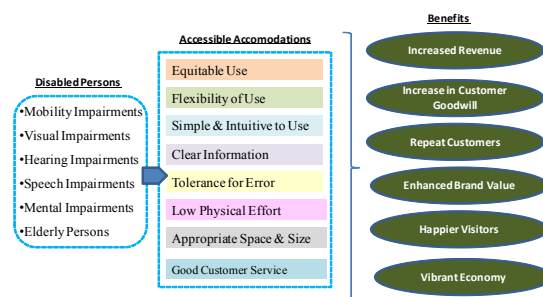 Disabled Persons
•Mobility Impairments
•Visual Impairments
•Hearing Impairments
•Speech Impairments
•Mental Impairments
•Elderly Persons
Accessible Accomodations
Equitable Use
Flexibility of Use
Simple & Intuitive to Use
Clear Information
Tolerance for Error
Low Physical Effort
Appropriate Space & Size
Good Customer Service
Benefits
Increased Revenue
Increase in Customer
Goodwill
Repeat Customers
Enhanced Brand Value
Happier Visitors
Vibrant Economy